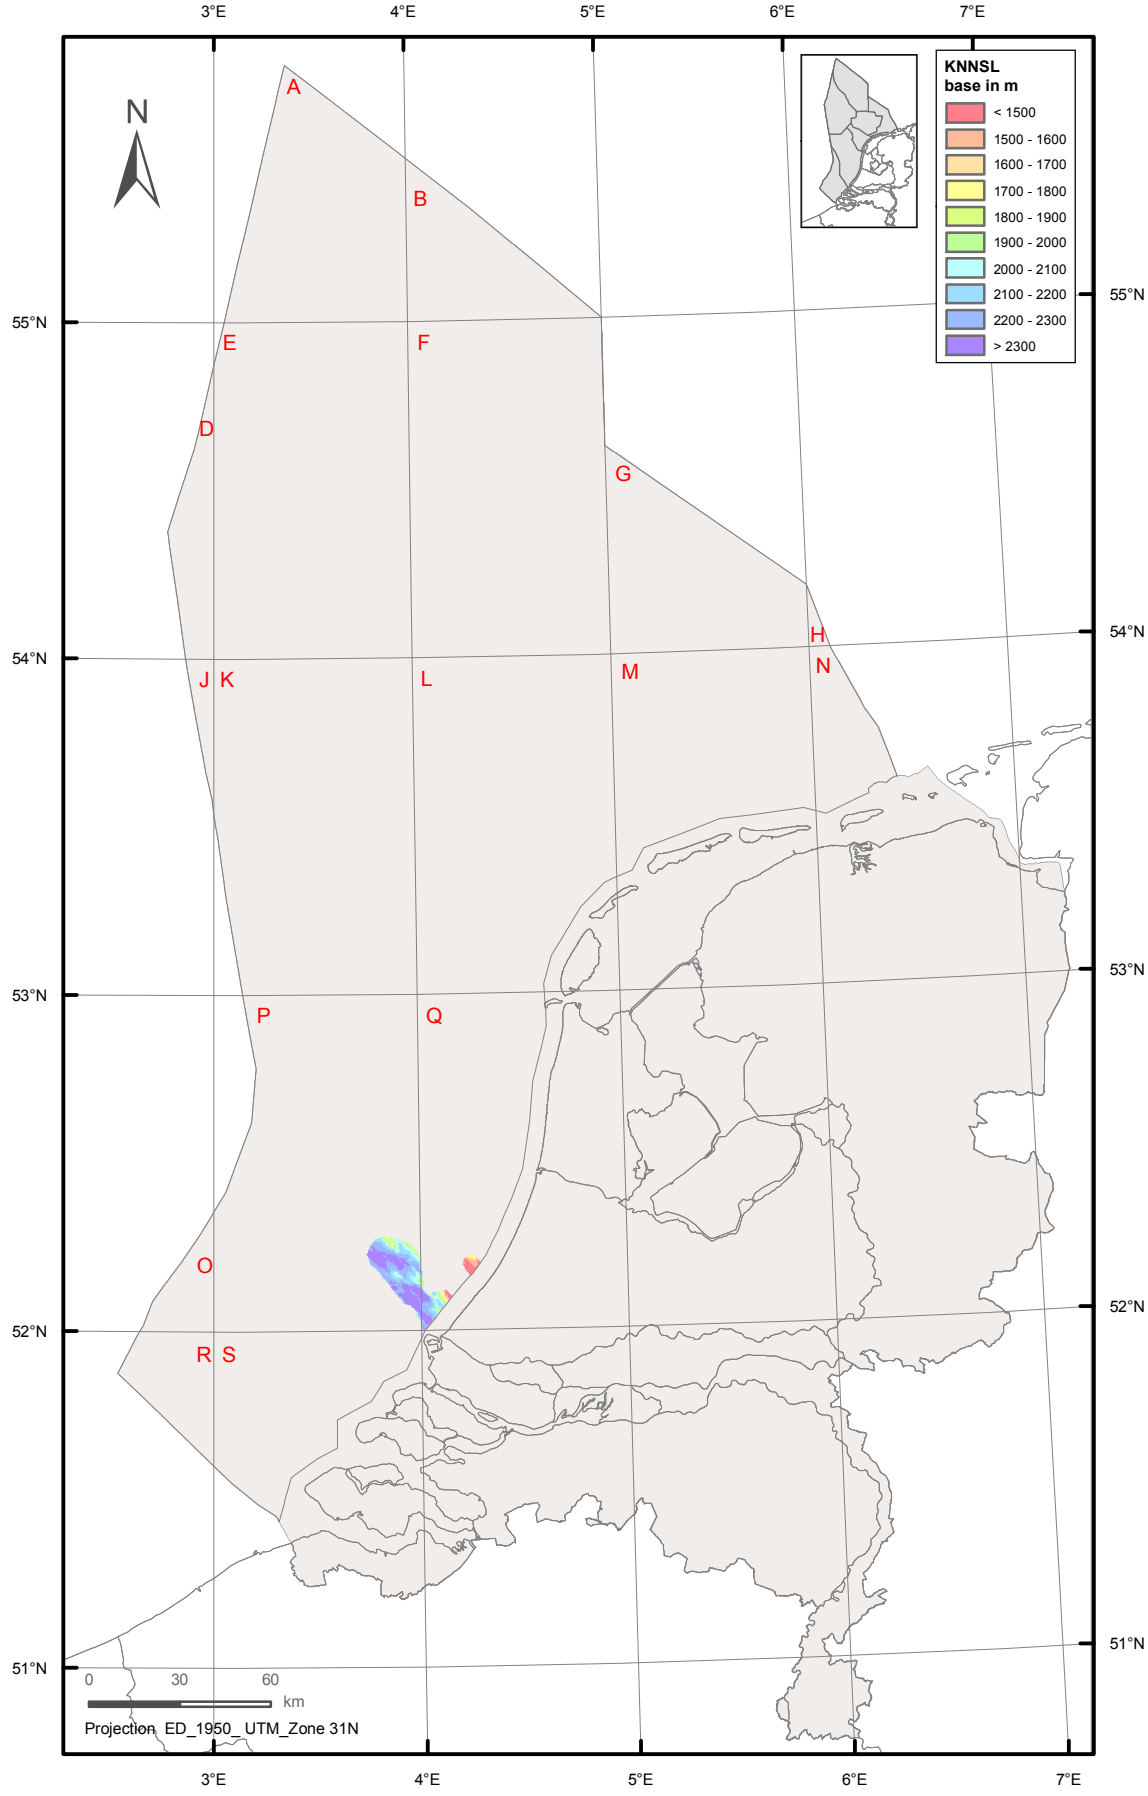 3°E 4°E 5°E 6°E 7°E
KNNSL
base in m
< 1500
1500 - 1600
1600 - 1700
1700 - 1800
1800 - 1900
1900 - 2000
2000 - 2100
2100 - 2200
2200 - 2300
> 2300
N
A
B
55°N 55°N
E F
D
G
H
54°N 54°N
J K L M N
53°N 53°N
P Q
O
52°N 52°N
R S
51°N 51°N
0 30 60
km
Projection ED_1950_UTM_Zone 31N
3°E 4°E 5°E 6°E 7°E